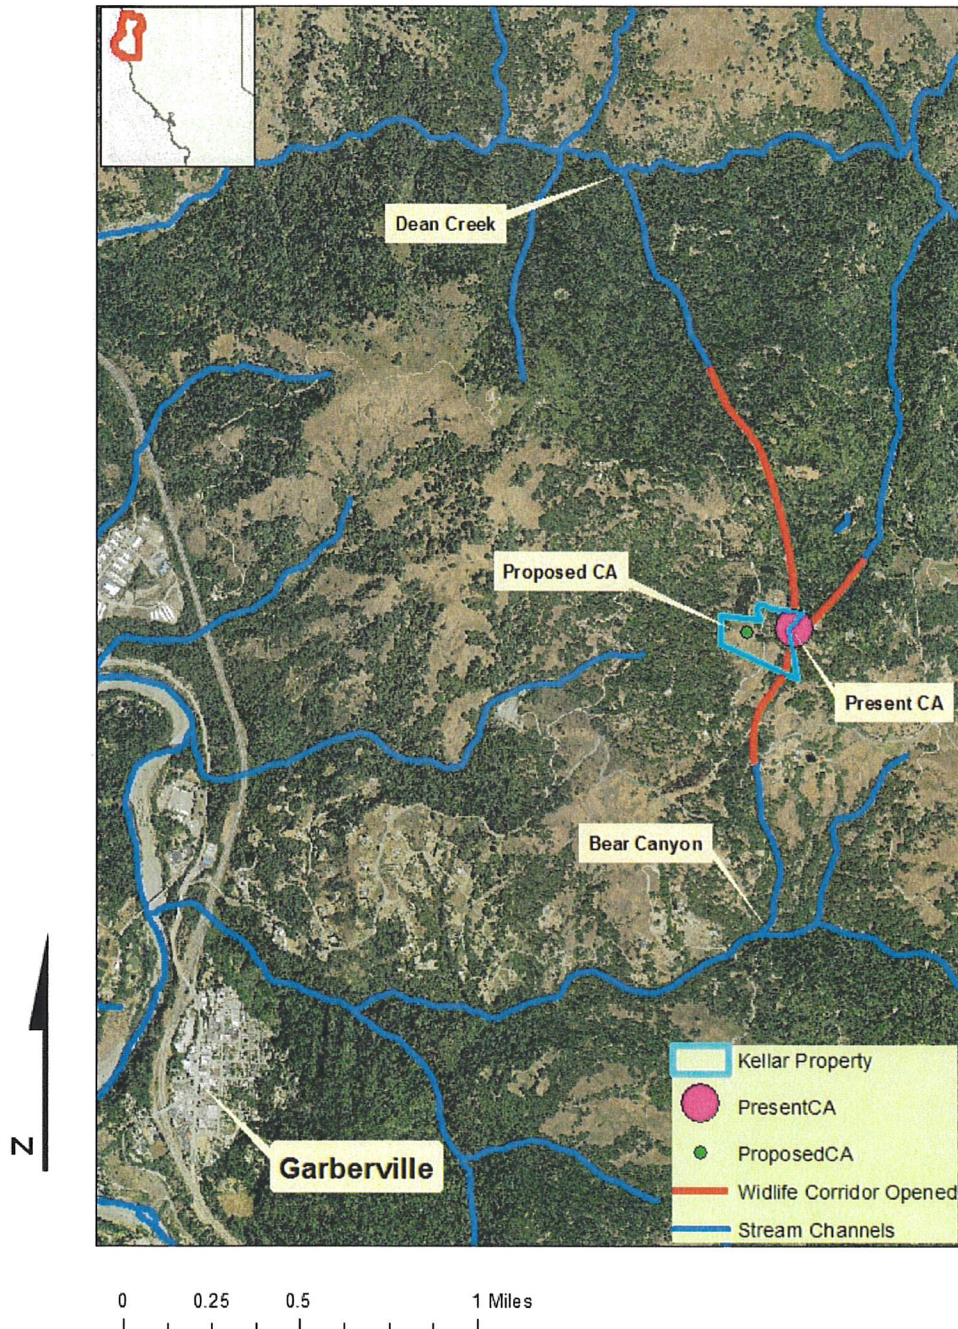 Dean Creek
Proposed CA
Present CA
Bear Canyon
Garberville
Kellar Property
PresentCA
ProposedCA
Widlife Corridor Opened
Stream Channels
N
0 0.25 0.5 1 Miles